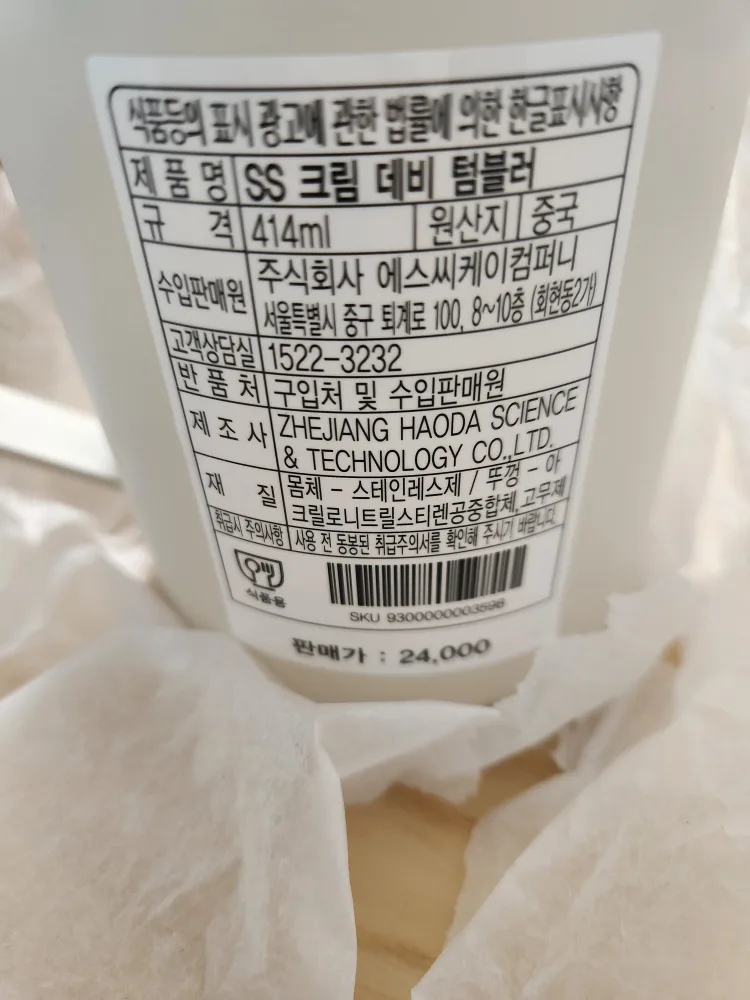 식품등의 표시 광고에 관한 법률에 의한 한글표시사항
제 품 명 SS 크림 데비 텀블러
규 격 414ml 원산지 중국
수입판매원 주식회사 에스씨케이컴퍼니
서울특별시 중구 퇴계로 100, 8~10층 (회현동2가)
고객상담실 1522-3232
반 품 처 구입처 및 수입판매원
제 조 사 ZHEJIANG HAODA SCIENCE
& TECHNOLOGY CO.,LTD.
재 질 몸체 - 스테인레스제 / 뚜껑 - 아
크릴로니트릴스티렌공중합체, 고무제
취급시 주의사항 사용 전 동봉된 취급주의서를 확인해 주시기 바랍니다.
식품용
SKU 9300000003598
판매가 : 24,000